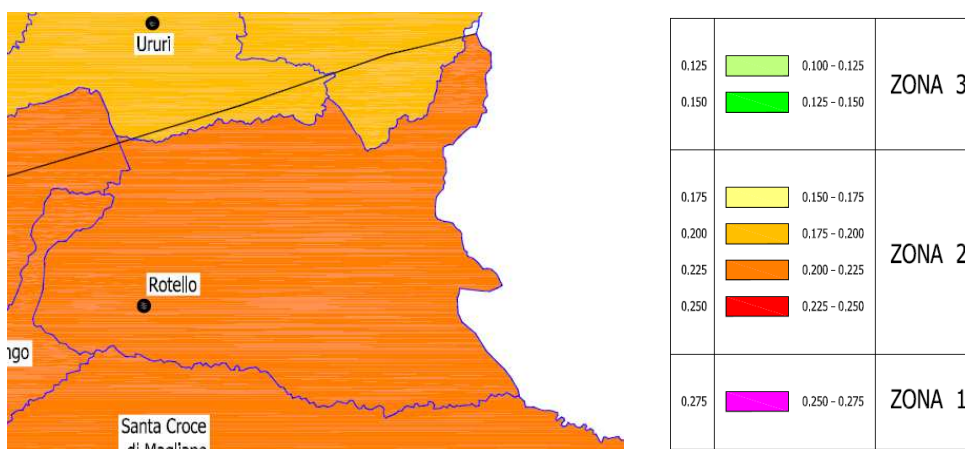 Ururi
Rotello
ngo
Santa Croce
di Magliano
0.125 0.100 - 0.125
0.150 0.125 - 0.150
ZONA 3
0.175 0.150 - 0.175
0.200 0.175 - 0.200
0.225 0.200 - 0.225
0.250 0.225 - 0.250
ZONA 2
0.275 0.250 - 0.275
ZONA 1